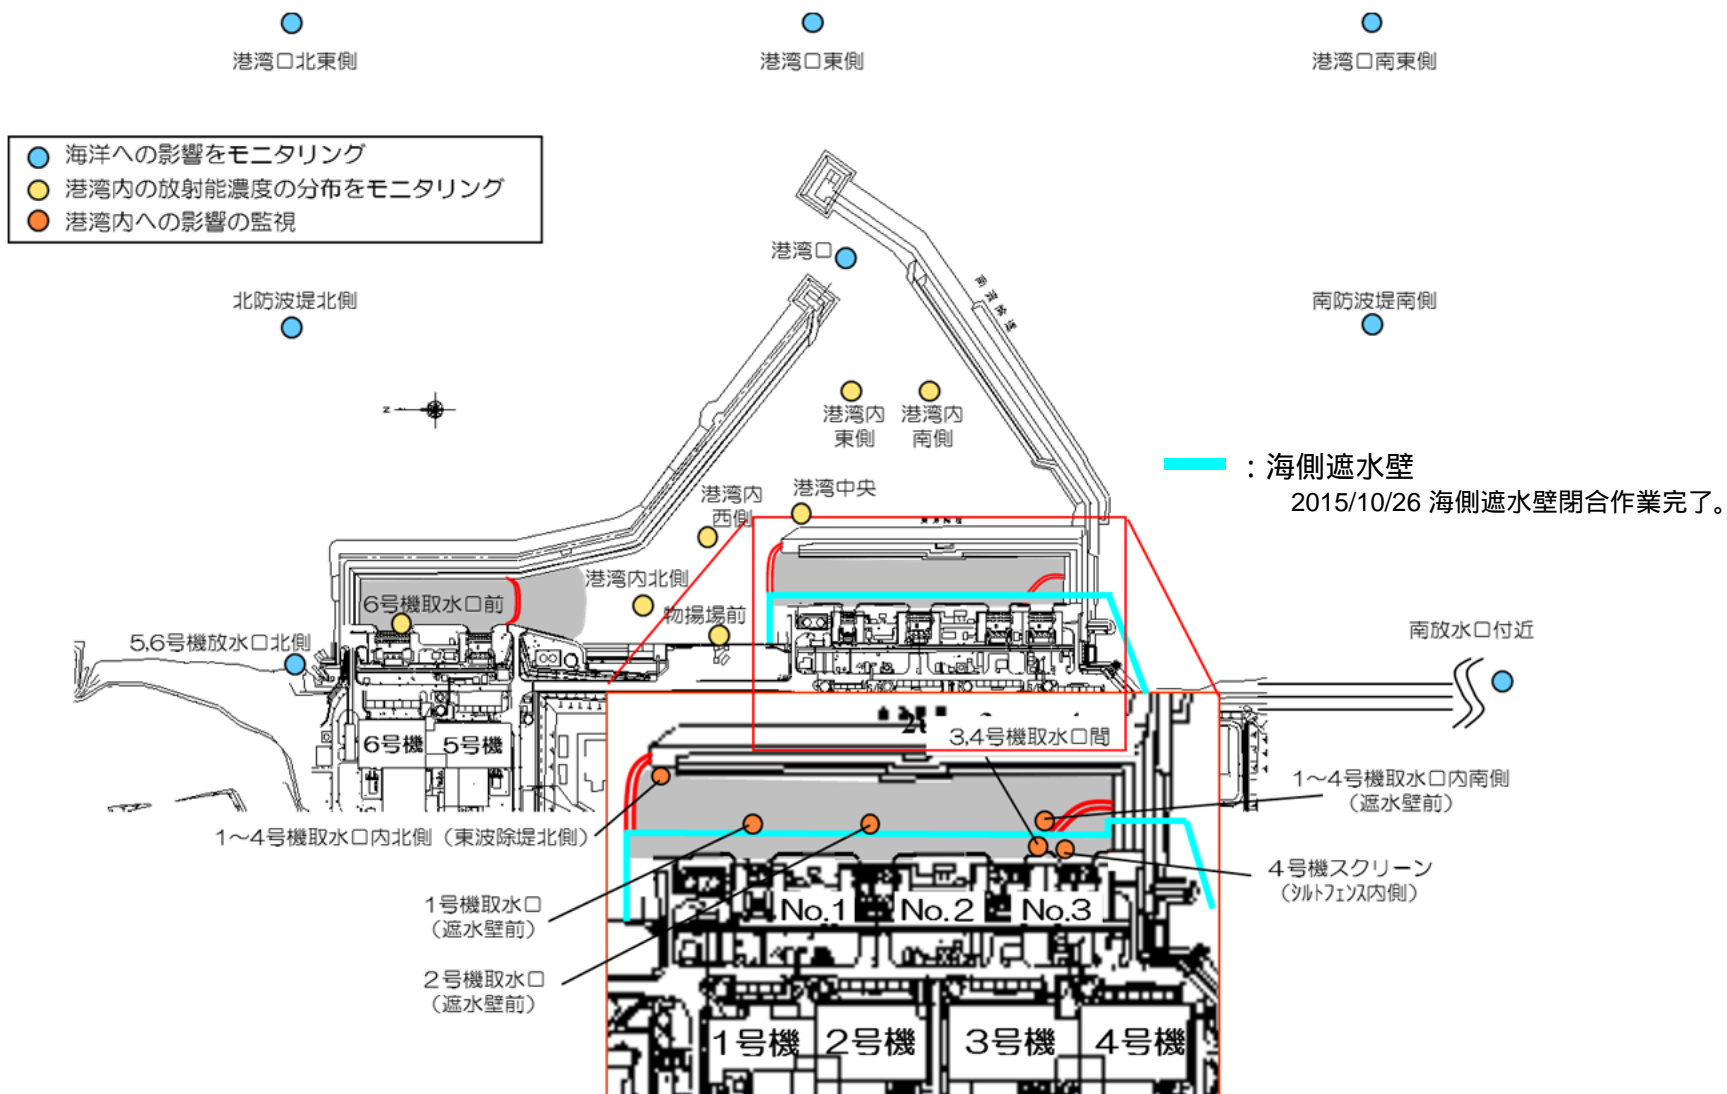 港湾口北東側
港湾口東側
港湾口南東側
海洋への影響をモニタリング
港湾内の放射能濃度の分布をモニタリング
港湾内への影響の監視
港湾口
北防波堤北側
南防波堤南側
港湾内
東側
港湾内
南側
：海側遮水壁
2015/10/26 海側遮水壁閉合作業完了。
港湾内
西側
港湾中央
港湾内北側
6号機取水口前
物揚場前
5,6号機放水口北側
南放水口付近
6号機
5号機
3,4号機取水口間
1～4号機取水口内南側
（遮水壁前）
1～4号機取水口内北側（東波除堤北側）
4号機スクリーン
（シルトフェンス内側）
1号機取水口
（遮水壁前）
No.1
No.2
No.3
2号機取水口
（遮水壁前）
1号機
2号機
3号機
4号機